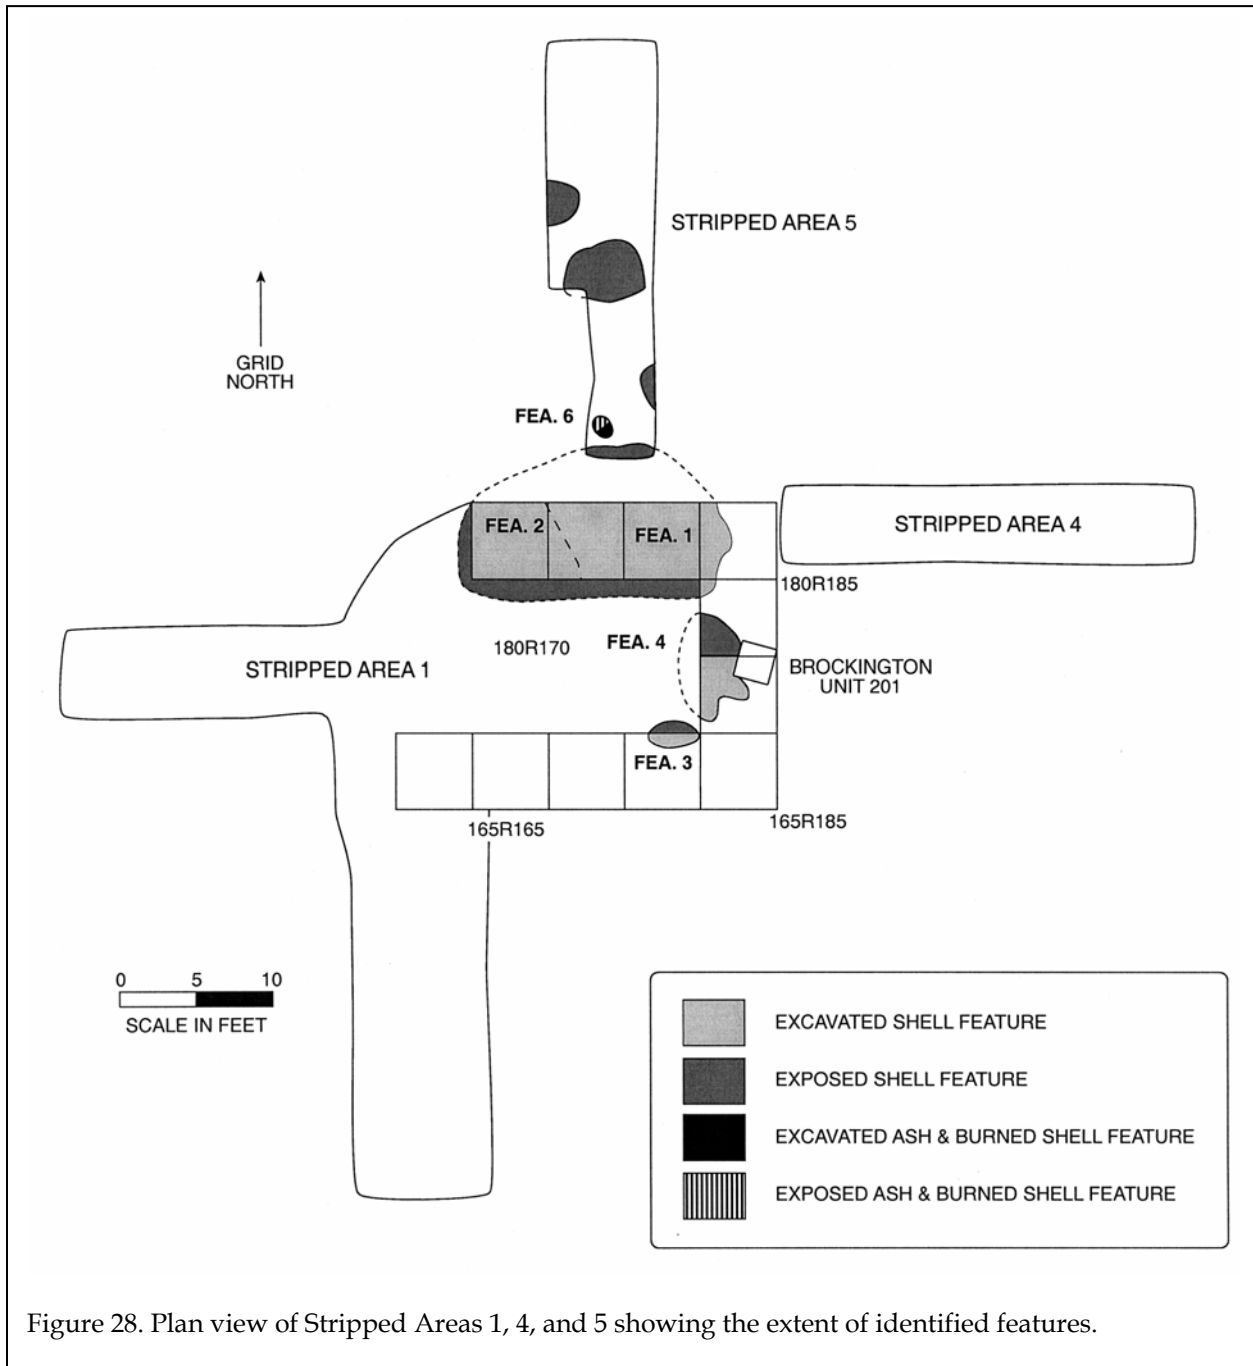 STRIPPED AREA 5
GRID
NORTH
FEA. 6
FEA. 2
FEA. 1
STRIPPED AREA 4
180R185
FEA. 4
180R170
STRIPPED AREA 1
BROCKINGTON
UNIT 201
FEA. 3
165R165
165R185
0 5 10
SCALE IN FEET
EXCAVATED SHELL FEATURE
EXPOSED SHELL FEATURE
EXCAVATED ASH & BURNED SHELL FEATURE
EXPOSED ASH & BURNED SHELL FEATURE
Figure 28. Plan view of Stripped Areas 1, 4, and 5 showing the extent of identified features.